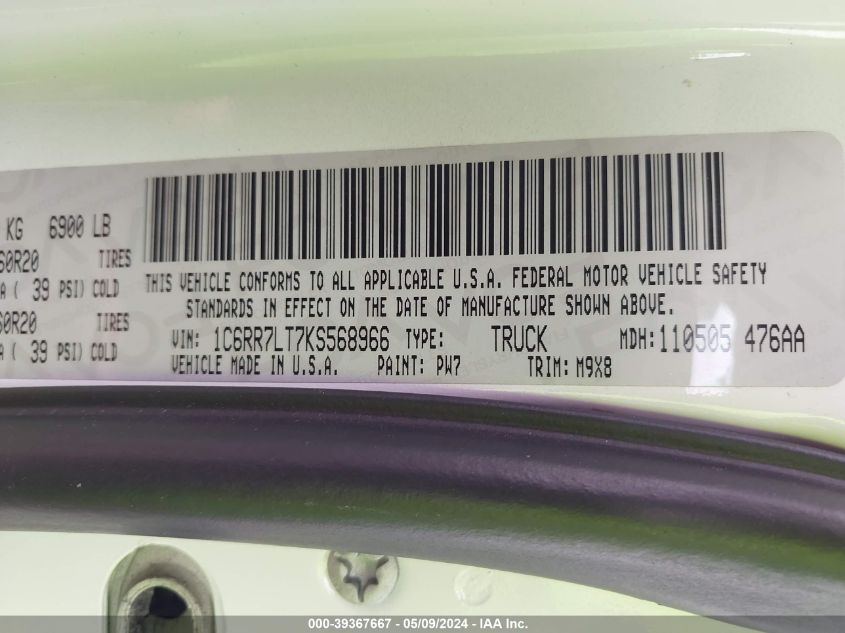 KG 6900 LB
60R20 TIRES
A ( 39 PSI) COLD
60R20 TIRES
A ( 39 PSI) COLD
THIS VEHICLE CONFORMS TO ALL APPLICABLE U.S.A. FEDERAL MOTOR VEHICLE SAFETY
STANDARDS IN EFFECT ON THE DATE OF MANUFACTURE SHOWN ABOVE.
VIN: 1C6RR7LT7KS568966 TYPE: TRUCK MDH: 110505 476AA
VEHICLE MADE IN U.S.A. PAINT: PW7 TRIM: M9X8
000-39367667 - 05/09/2024 - IAA Inc.